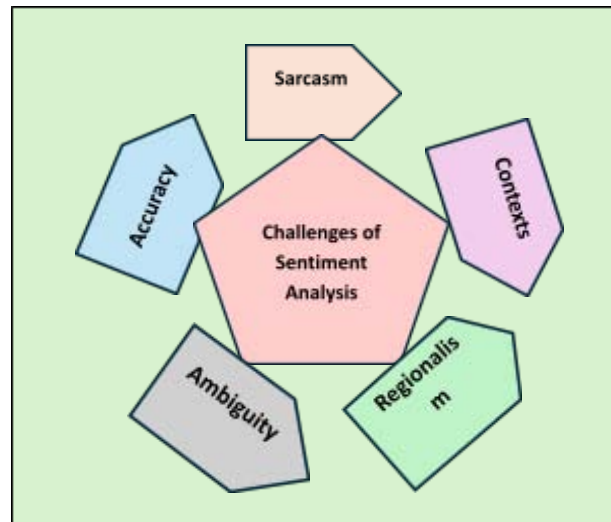 Sarcasm
Contexts
Regionalis
m
Ambiguity
Accuracy
Challenges of
Sentiment
Analysis